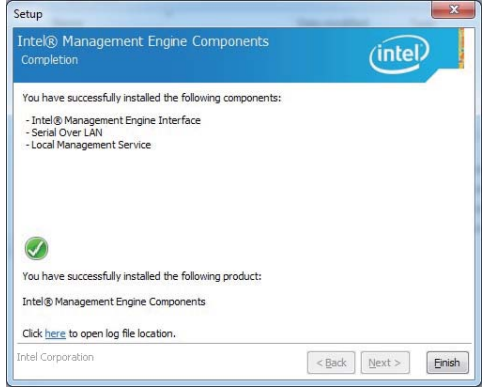 Setup
Intel® Management Engine Components
Completion
intel
You have successfully installed the following components:
- Intel® Management Engine Interface
- Serial Over LAN
- Local Management Service
You have successfully installed the following product:
Intel® Management Engine Components
Click here to open log file location.
Intel Corporation
< Back Next > Finish